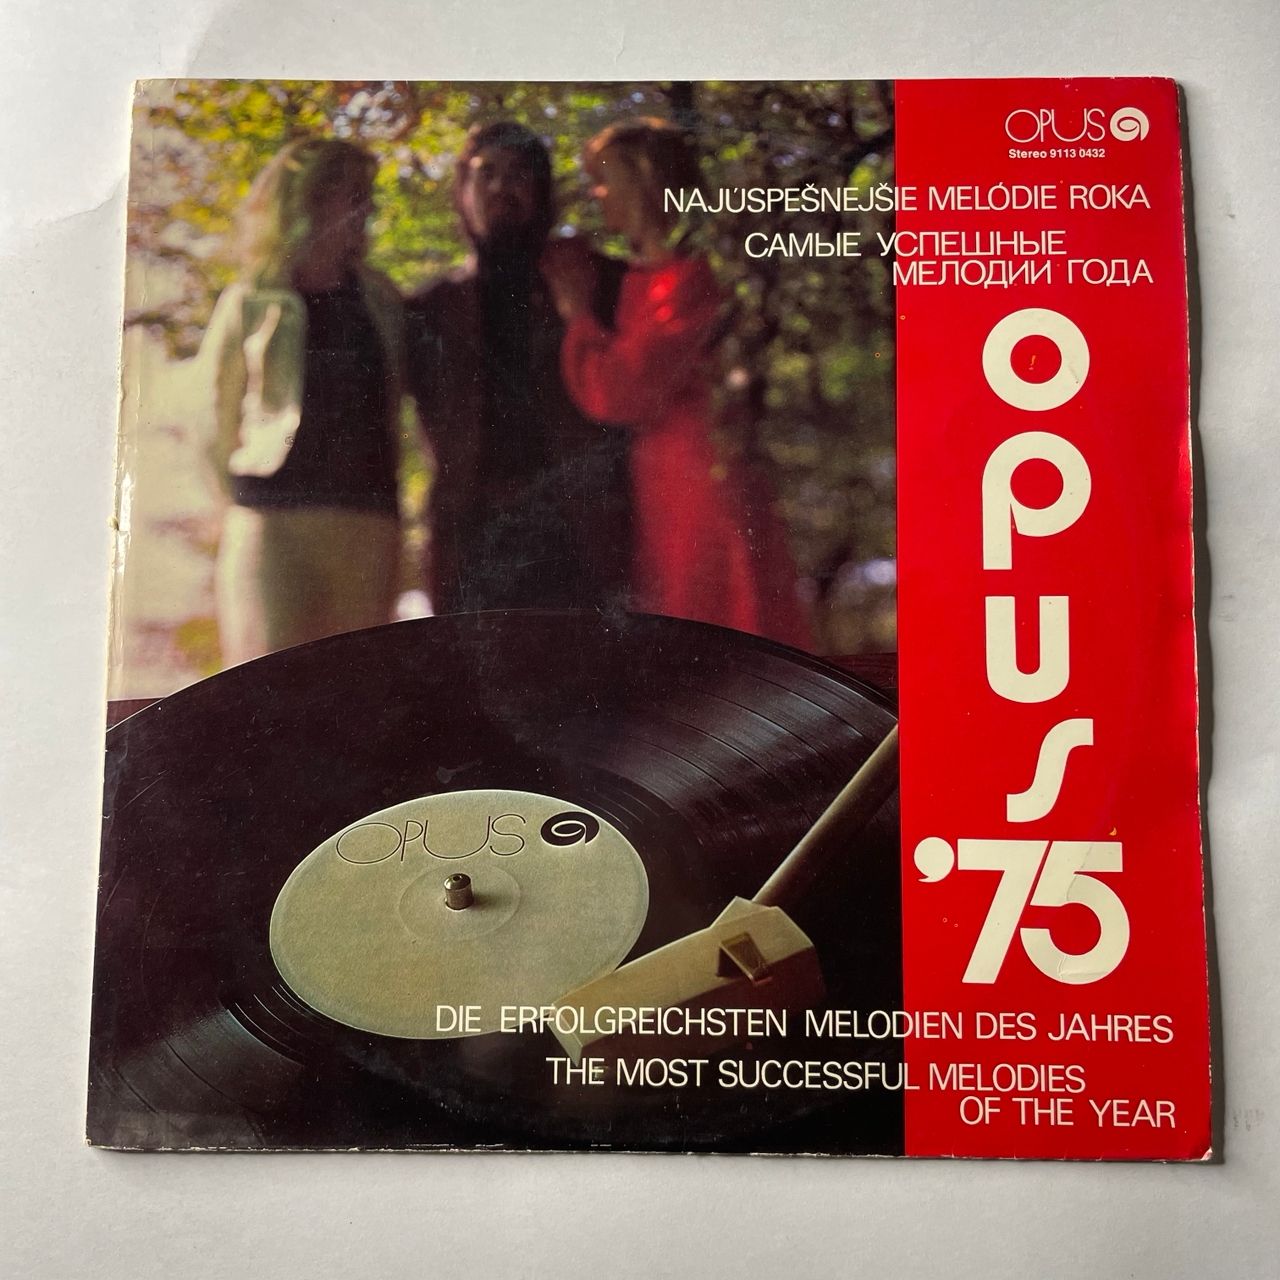 OPUS
Stereo 9113 0432
NAJÚSPEŠNEJŠIE MELÓDIE ROKA
САМЫЕ УСПЕШНЫЕ
МЕЛОДИИ ГОДА
OPUS
'75
OPUS
DIE ERFOLGREICHSTEN MELODIEN DES JAHRES
THE MOST SUCCESSFUL MELODIES
OF THE YEAR